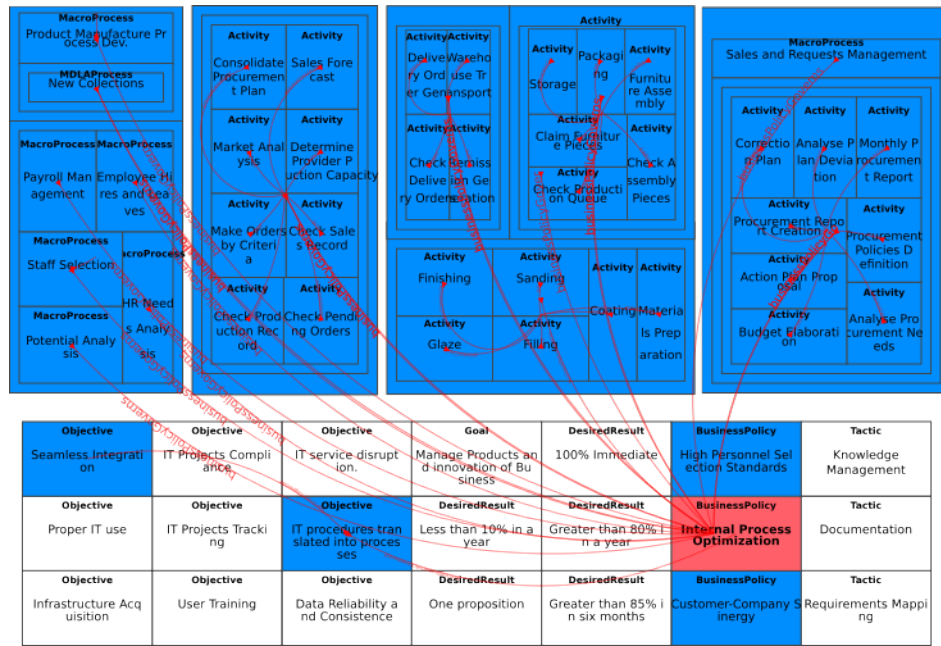 MacroProcess
Product Manufacture Pr
ocess Dev.
MDLAProcess
New Collections
MacroProcess
Payroll Man
agement
MacroProcess
Employee Hi
res and Lea
ves
MacroProcess
Staff Selection
MacroProcess
HR Need
s Analy
sis
MacroProcess
Potential Analy
sis
Activity
Consolidate
Procuremen
t Plan
Activity
Sales Fore
cast
Activity
Market Anal
ysis
Activity
Determine
Provider P
uction Capacity
Activity
Make Orders
by Criteri
a
Activity
Check Sale
s Record
Activity
Check Prod
uction Rec
ord
Activity
Check Pendi
ng Orders
Activity
Delive
ry Ord
er Gen
Activity
Wareho
use Tr
ansport
Activity
Check
Delive
ry Orders
Activity
Remiss
ion Ge
neration
Activity
Activity
Storage
Activity
Packagi
ng
Activity
Furnitu
re Asse
mbly
Activity
Claim Furnitur
e Pieces
Activity
Check Producti
on Queue
Activity
Check A
ssembly
Pieces
Activity
Finishing
Activity
Sanding
Activity
Coating
Activity
Materia
ls Prep
aration
Activity
Glaze
Activity
Filling
MacroProcess
Sales and Requests Management
Activity
Correctio
n Plan
Activity
Analyse P
lan Devia
tion
Activity
Monthly P
rocuremen
t Report
Activity
Procurement Repo
rt Creation
Activity
Procurement
Policies D
efinition
Activity
Action Plan Prop
osal
Activity
Budget Elaborati
on
Activity
Analyse Pro
curement Ne
eds
businessPolicyGoverns
Objective
Seamless Integrati
on
Objective
IT Projects Compli
ance
Objective
IT service disrupt
ion.
Goal
Manage Products an
d innovation of Bu
siness
DesiredResult
100% Immediate
BusinessPolicy
High Personnel Sel
ection Standards
Tactic
Knowledge
Management
Objective
Proper IT use
Objective
IT Projects Tracki
ng
Objective
IT procedures tran
slated into proces
ses
DesiredResult
Less than 10% in a
year
DesiredResult
Greater than 80% i
n a year
BusinessPolicy
Internal Process
Optimization
Tactic
Documentation
Objective
Infrastructure Acq
uisition
Objective
User Training
Objective
Data Reliability a
nd Consistence
DesiredResult
One proposition
DesiredResult
Greater than 85% i
n six months
BusinessPolicy
Customer-Company S
inergy
Tactic
Requirements Mappi
ng